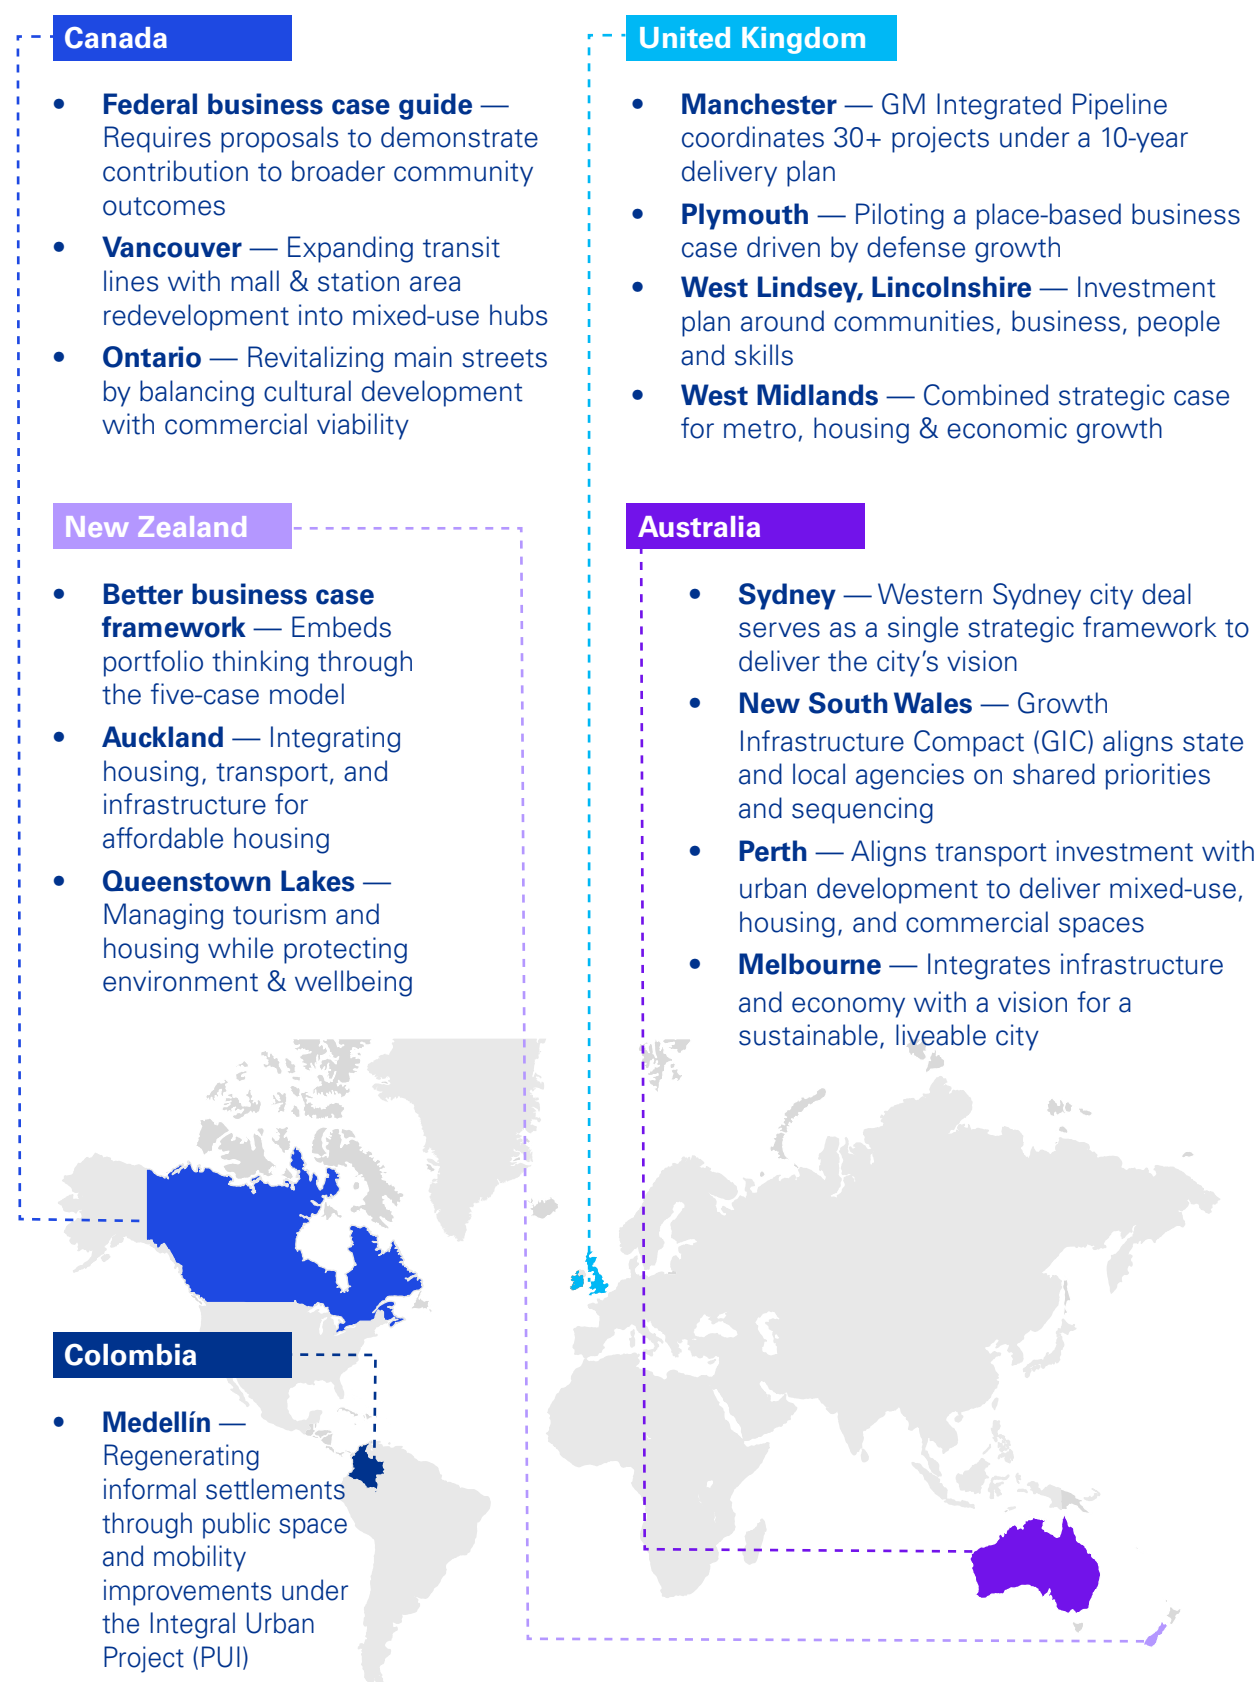 Canada
• Federal business case guide —
Requires proposals to demonstrate
contribution to broader community
outcomes
• Vancouver — Expanding transit
lines with mall & station area
redevelopment into mixed-use hubs
• Ontario — Revitalizing main streets
by balancing cultural development
with commercial viability
United Kingdom
• Manchester — GM Integrated Pipeline
coordinates 30+ projects under a 10-year
delivery plan
• Plymouth — Piloting a place-based business
case driven by defense growth
• West Lindsey, Lincolnshire — Investment
plan around communities, business, people
and skills
• West Midlands — Combined strategic case
for metro, housing & economic growth
New Zealand
• Better business case
framework — Embeds
portfolio thinking through
the five-case model
• Auckland — Integrating
housing, transport, and
infrastructure for
affordable housing
• Queenstown Lakes —
Managing tourism and
housing while protecting
environment & wellbeing
Australia
• Sydney — Western Sydney city deal
serves as a single strategic framework to
deliver the city’s vision
• New South Wales — Growth
Infrastructure Compact (GIC) aligns state
and local agencies on shared priorities
and sequencing
• Perth — Aligns transport investment with
urban development to deliver mixed-use,
housing, and commercial spaces
• Melbourne — Integrates infrastructure
and economy with a vision for a
sustainable, liveable city
Colombia
• Medellín —
Regenerating
informal settlements
through public space
and mobility
improvements under
the Integral Urban
Project (PUI)